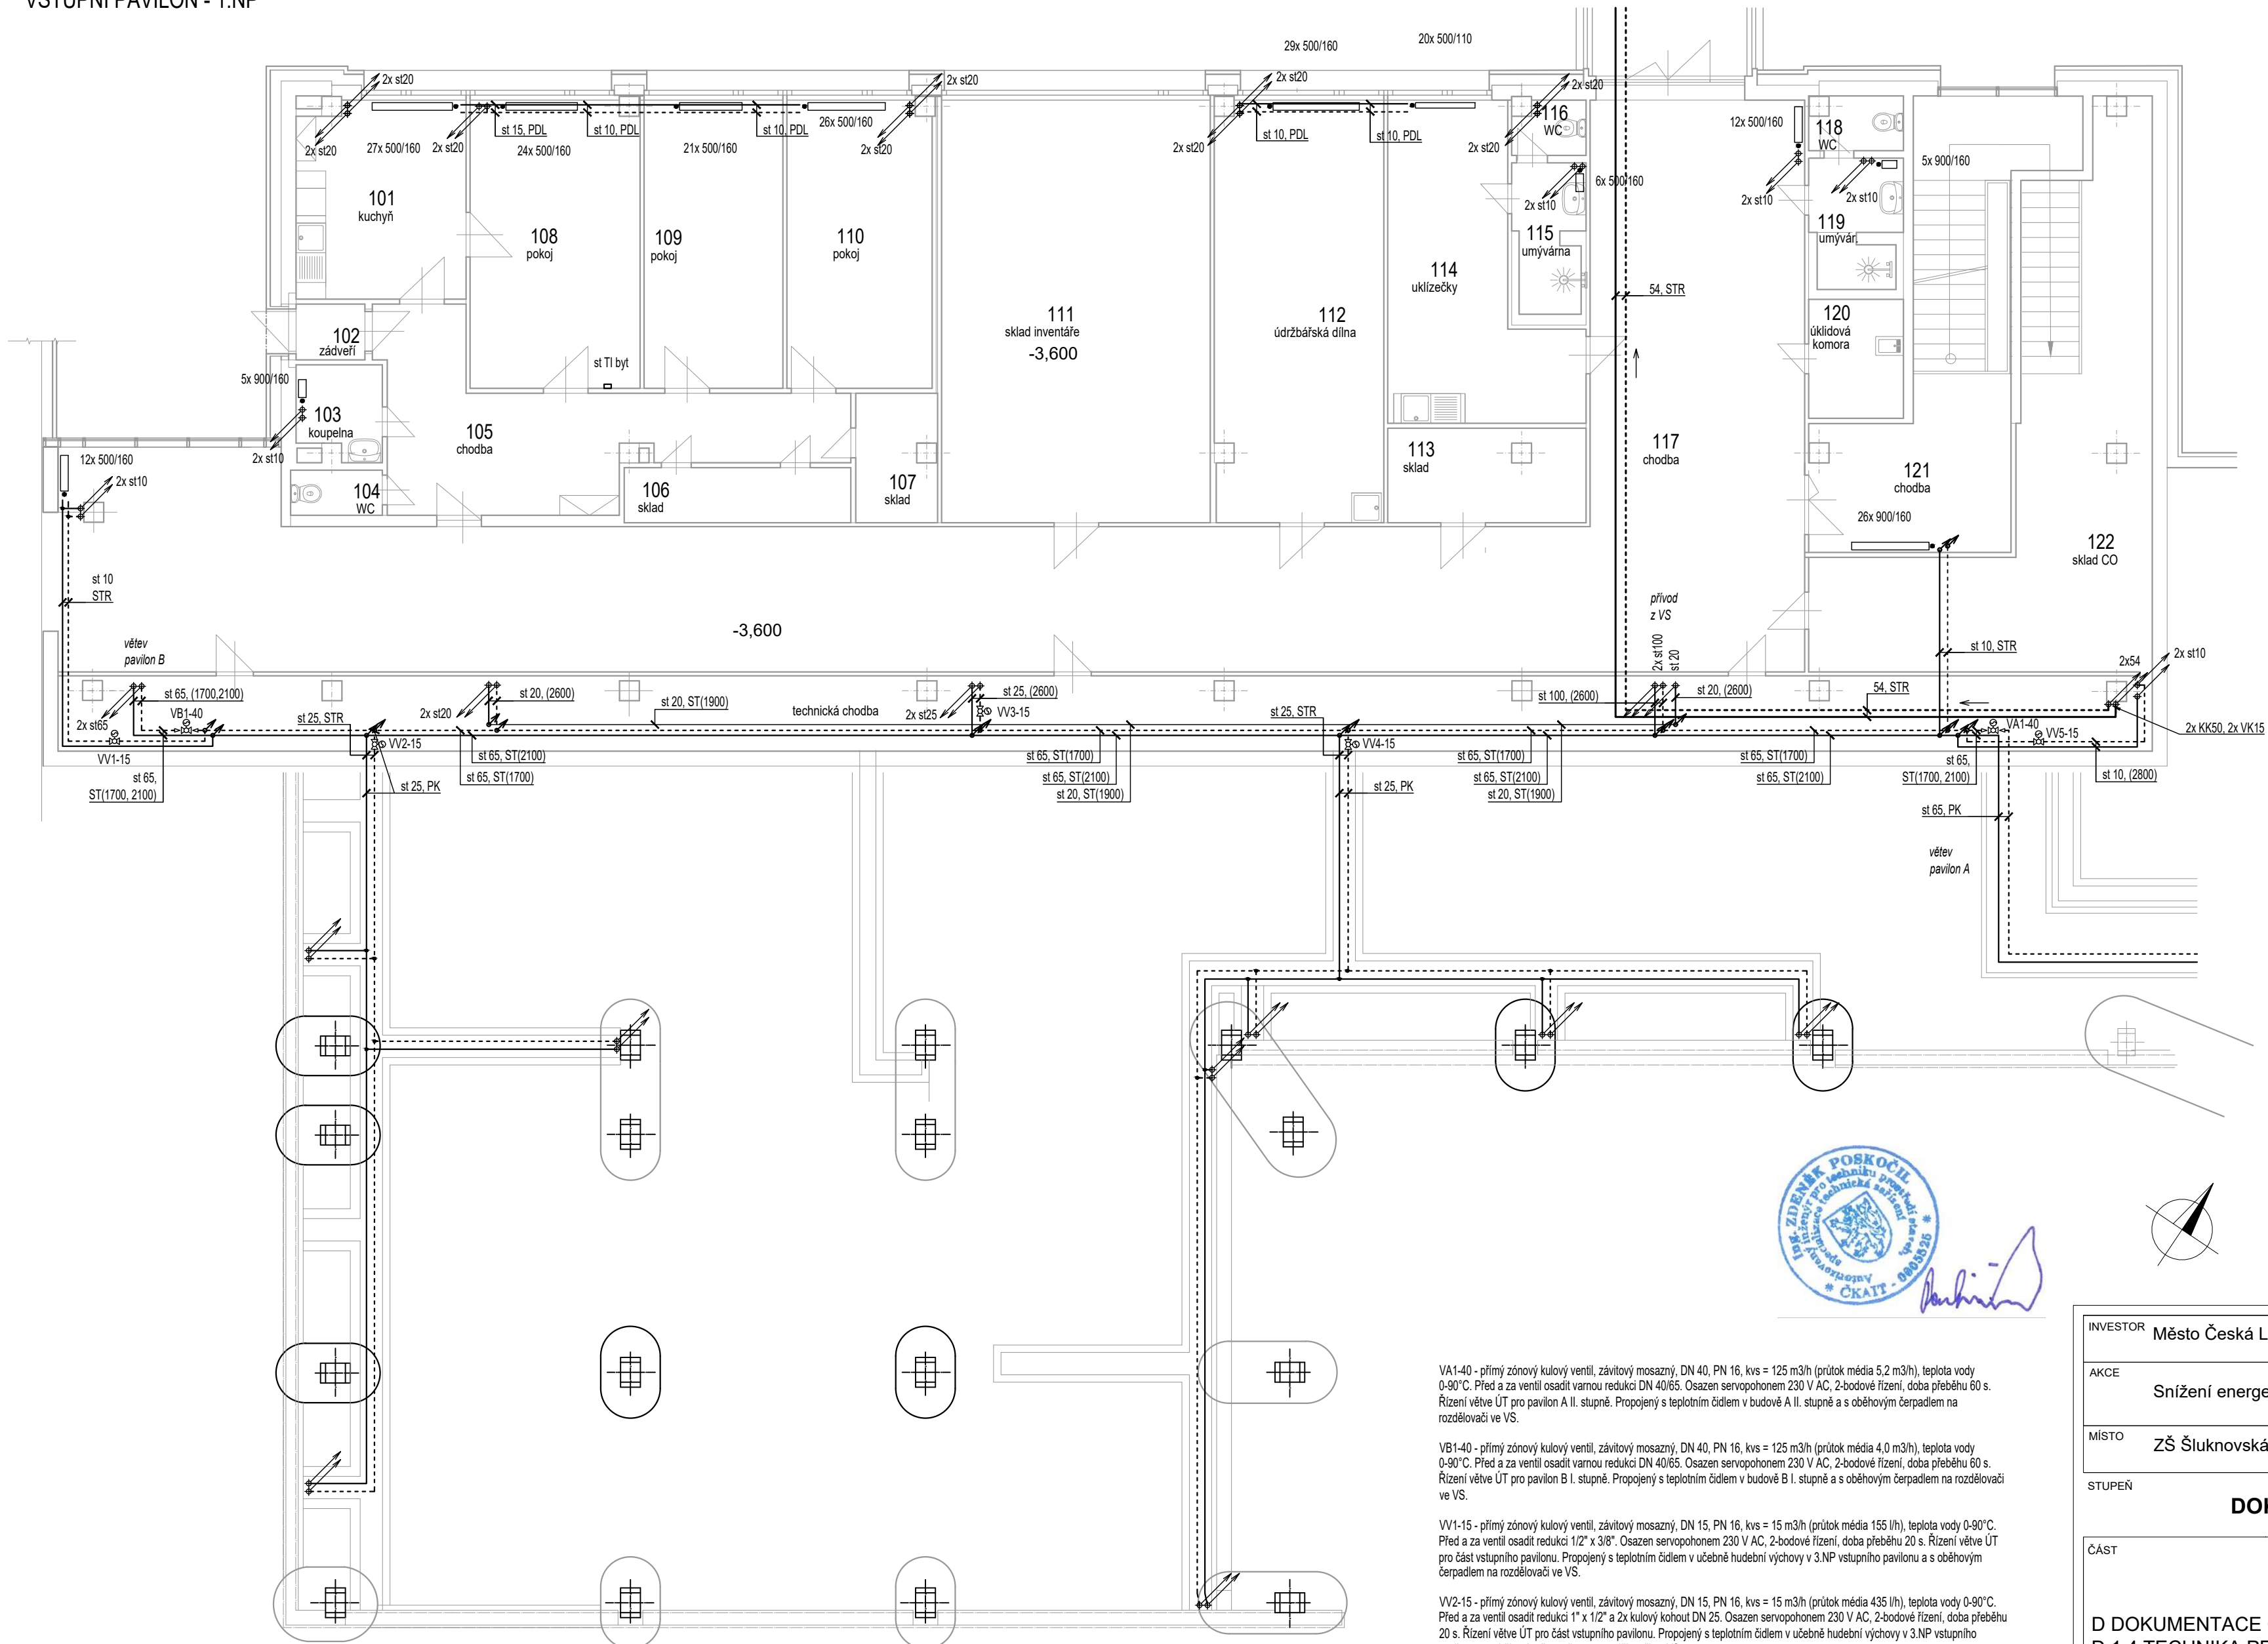 VSTUPNÍ PAVILON - 1.NP
29x 500/160
20x 500/110
2x st20
2x st20
2x st20
2x st20
st 15, PDL
st 10, PDL
st 10, PDL
26x 500/160
st 10, PDL
st 10, PDL
2x st20
27x 500/160
2x st20
24x 500/160
21x 500/160
2x st20
2x st20
2x st20
116
WC
12x 500/160
118
WC
5x 900/160
101
kuchyň
108
pokoj
109
pokoj
110
pokoj
6x 500/160
2x st10
2x st10
2x st10
115
umývárna
119
umývár.
114
uklízečky
54, STR
111
sklad inventáře
-3,600
112
údržbářská dílna
120
úklidová
komora
102
zádveří
st TI byt
5x 900/160
103
koupelna
105
chodba
2x st10
12x 500/160
2x st10
104
WC
106
sklad
107
sklad
113
sklad
117
chodba
121
chodba
26x 900/160
122
sklad CO
st 10
STR
-3,600
větev
pavilon B
přívod
z VS
2x st100
st 20
st 10, STR
2x54
2x st10
st 65, (1700,2100)
2x st65
VB1-40
st 25, STR
2x st20
st 20, (2600)
st 20, ST(1900)
technická chodba
2x st25
st 25, (2600)
VV3-15
st 25, STR
st 100, (2600)
st 20, (2600)
54, STR
VA1-40
VV5-15
2x KK50, 2x VK15
VV1-15
VV2-15
VV4-15
st 65,
ST(1700, 2100)
st 65, ST(2100)
st 65, ST(1700)
st 25, PK
st 65, ST(1700)
st 65, ST(2100)
st 20, ST(1900)
st 25, PK
st 65, ST(1700)
st 65, ST(2100)
st 20, ST(1900)
st 65, ST(1700)
st 65, ST(2100)
st 65,
ST(1700, 2100)
st 10, (2800)
st 65, PK
větev
pavilon A
Ing. ZDENĚK POSKOČIL
Autorizovaný inženýr pro techniku prostředí staveb,
specializace technická zařízení
* ČKAIT - 0905525 *
VA1-40 - přímý zónový kulový ventil, závitový mosazný, DN 40, PN 16, kvs = 125 m3/h (průtok média 5,2 m3/h), teplota vody
0-90°C. Před a za ventil osadit varnou redukci DN 40/65. Osazen servopohonem 230 V AC, 2-bodové řízení, doba přeběhu 60 s.
Řízení větve ÚT pro pavilon A II. stupně. Propojený s teplotním čidlem v budově A II. stupně a s oběhovým čerpadlem na
rozdělovači ve VS.
VB1-40 - přímý zónový kulový ventil, závitový mosazný, DN 40, PN 16, kvs = 125 m3/h (průtok média 4,0 m3/h), teplota vody
0-90°C. Před a za ventil osadit varnou redukci DN 40/65. Osazen servopohonem 230 V AC, 2-bodové řízení, doba přeběhu 60 s.
Řízení větve ÚT pro pavilon B I. stupně. Propojený s teplotním čidlem v budově B I. stupně a s oběhovým čerpadlem na rozdělovači
ve VS.
VV1-15 - přímý zónový kulový ventil, závitový mosazný, DN 15, PN 16, kvs = 15 m3/h (průtok média 155 l/h), teplota vody 0-90°C.
Před a za ventil osadit redukci 1/2" x 3/8". Osazen servopohonem 230 V AC, 2-bodové řízení, doba přeběhu 20 s. Řízení větve ÚT
pro část vstupního pavilonu. Propojený s teplotním čidlem v učebně hudební výchovy v 3.NP vstupního pavilonu a s oběhovým
čerpadlem na rozdělovači ve VS.
VV2-15 - přímý zónový kulový ventil, závitový mosazný, DN 15, PN 16, kvs = 15 m3/h (průtok média 435 l/h), teplota vody 0-90°C.
Před a za ventil osadit redukci 1" x 1/2" a 2x kulový kohout DN 25. Osazen servopohonem 230 V AC, 2-bodové řízení, doba přeběhu
20 s. Řízení větve ÚT pro část vstupního pavilonu. Propojený s teplotním čidlem v učebně hudební výchovy v 3.NP vstupního
INVESTOR Město Česká L
AKCE
Snížení energe
MÍSTO
ZŠ Šluknovská
STUPEŇ
ČÁST
D DOKUMENTACE